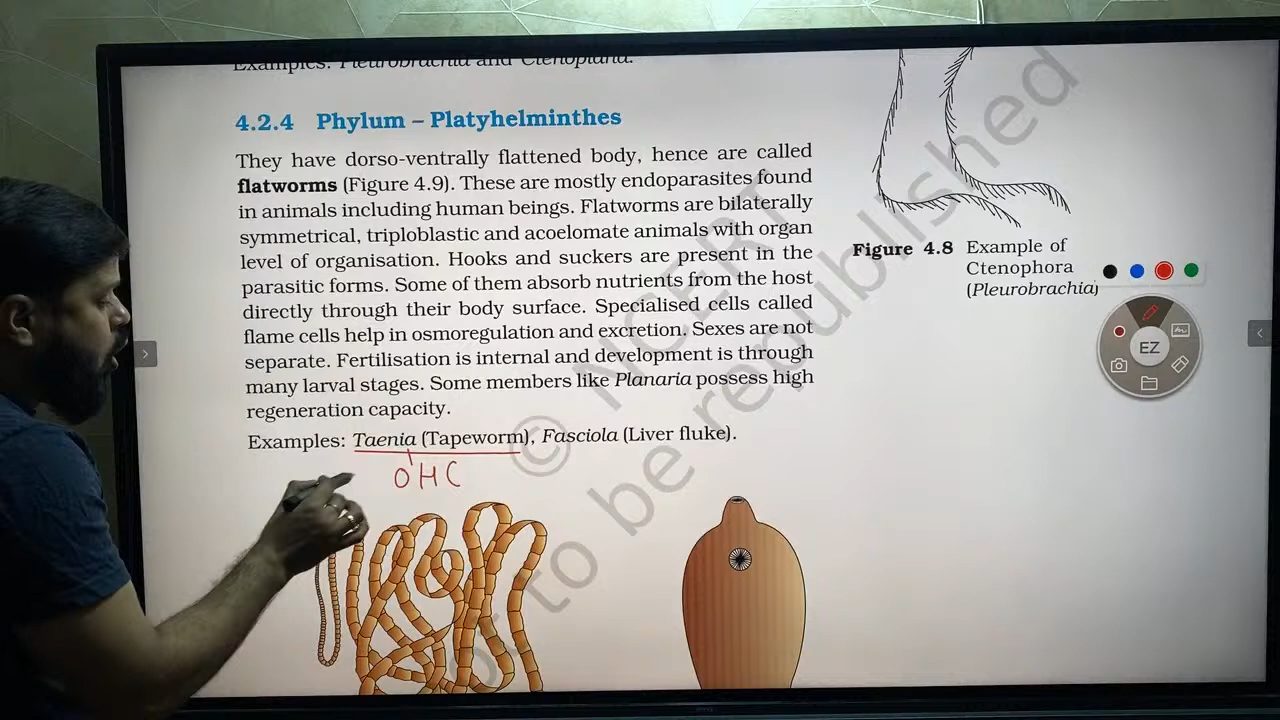 Examples: Pleurobrachia and Ctenoplana.
4.2.4 Phylum – Platyhelminthes
They have dorso-ventrally flattened body, hence are called
flatworms (Figure 4.9). These are mostly endoparasites found
in animals including human beings. Flatworms are bilaterally
symmetrical, triploblastic and acoelomate animals with organ
level of organisation. Hooks and suckers are present in the
parasitic forms. Some of them absorb nutrients from the host
directly through their body surface. Specialised cells called
flame cells help in osmoregulation and excretion. Sexes are not
separate. Fertilisation is internal and development is through
many larval stages. Some members like Planaria possess high
regeneration capacity.
Examples: Taenia (Tapeworm), Fasciola (Liver fluke).
OHC
Figure 4.8 Example of
Ctenophora
(Pleurobrachia)
EZ
© NCERT
not to be republished